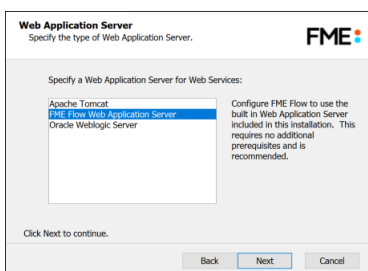 Web Application Server
Specify the type of Web Application Server.
FME
Specify a Web Application Server for Web Services:
Apache Tomcat
FME Flow Web Application Server
Oracle Weblogic Server
Configure FME Flow to use the
built in Web Application Server
included in this installation. This
requires no additional
prerequisites and is
recommended.
Click Next to continue.
Back
Next
Cancel